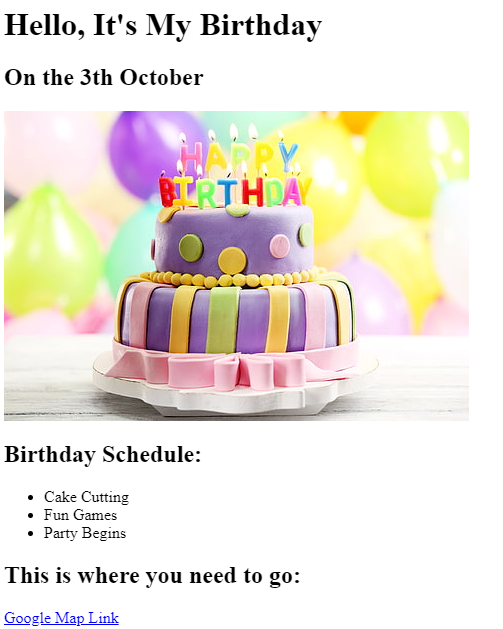 Hello, It's My Birthday
On the 3th October
HAPPY
BIRTHDAY
Birthday Schedule:
Cake Cutting
Fun Games
Party Begins
This is where you need to go:
Google Map Link